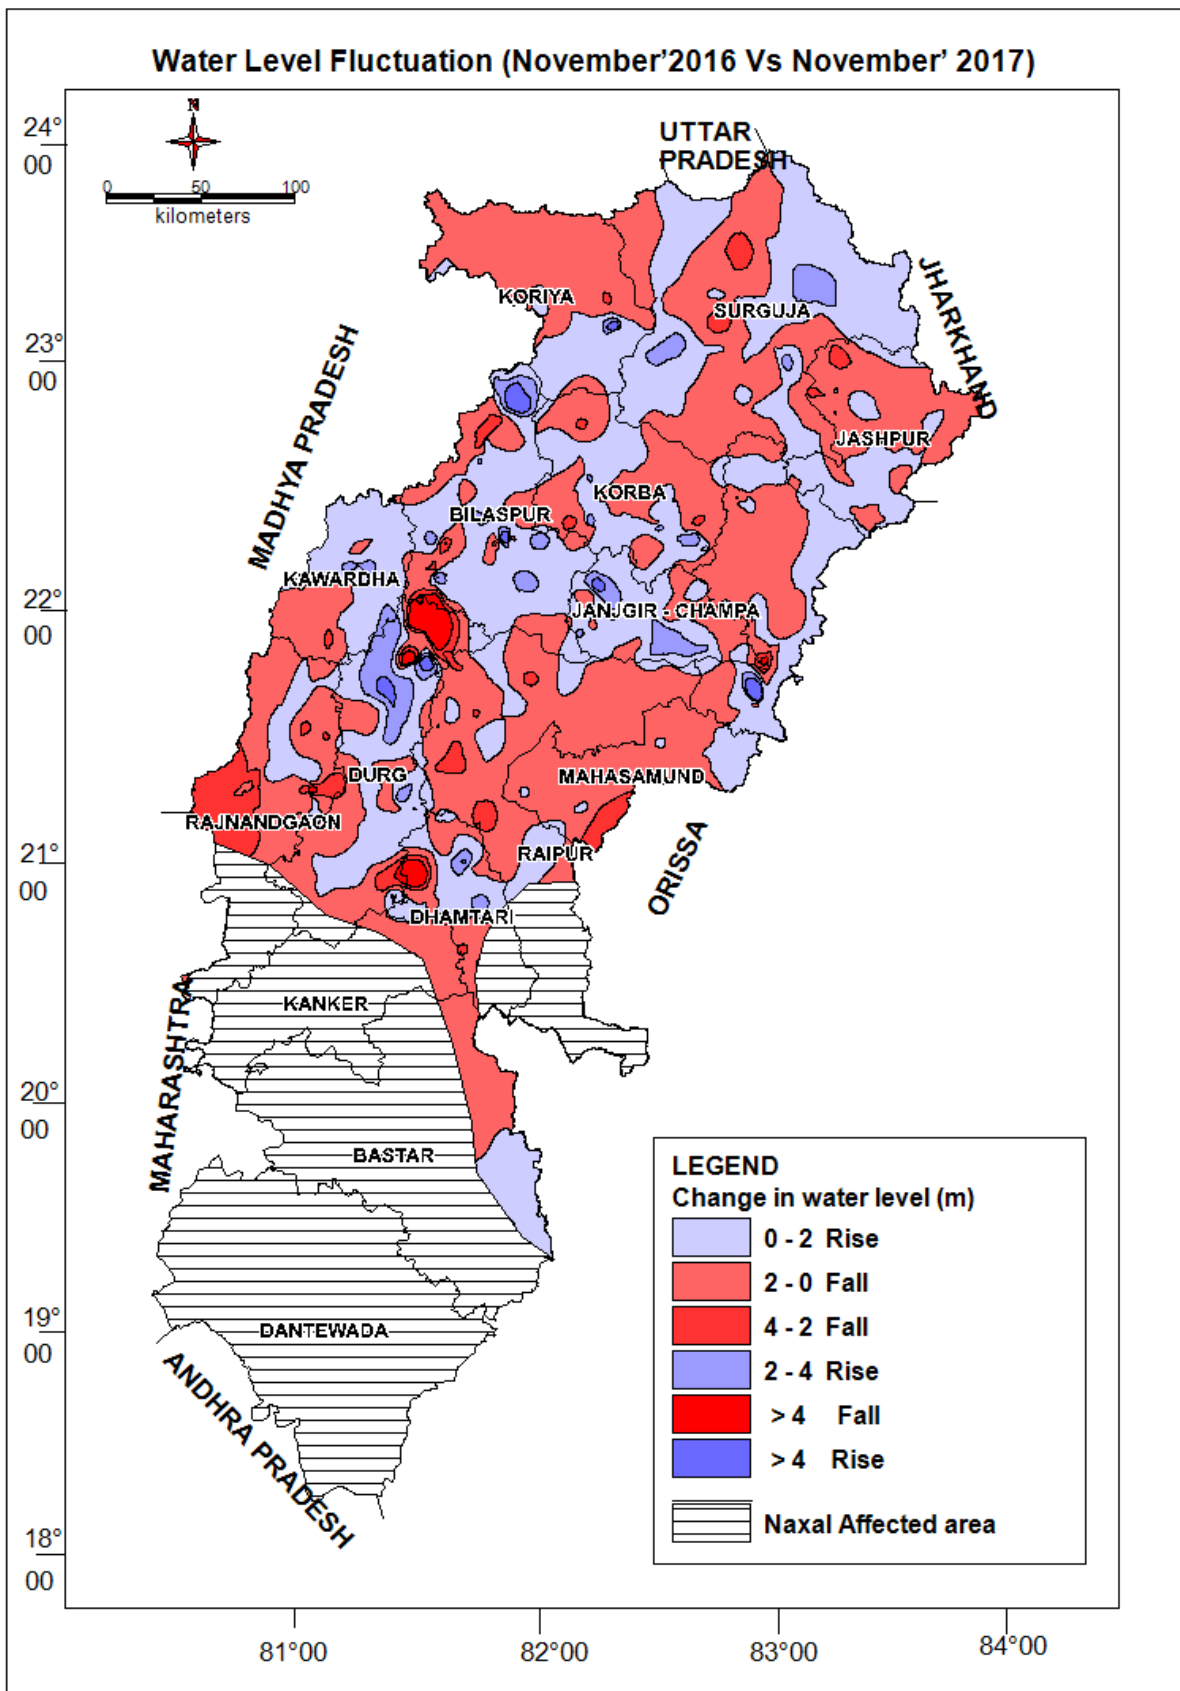 Water Level Fluctuation (November’2016 Vs November’ 2017)
N
0 50 100
kilometers
24°
00
23°
00
22°
00
21°
00
20°
00
19°
00
18°
00
UTTAR
PRADESH
JHARKHAND
MADHYA PRADESH
ORISSA
MAHARASHTRA
ANDHRA PRADESH
KORIYA
SURGUJA
JASHPUR
KORBA
BILASPUR
KAWARDHA
JANJGIR - CHAMPA
DURG
MAHASAMUND
RAJNANDGAON
RAIPUR
DHAMTARI
KANKER
BASTAR
DANTEWADA
LEGEND
Change in water level (m)
0 - 2 Rise
2 - 0 Fall
4 - 2 Fall
2 - 4 Rise
> 4 Fall
> 4 Rise
Naxal Affected area
81°00
82°00
83°00
84°00